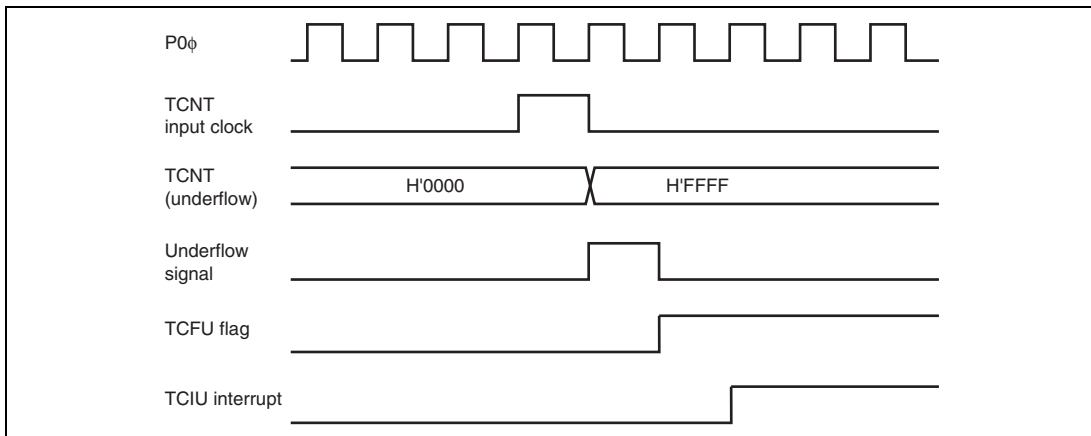 P0ϕ
TCNT
input clock
TCNT
(underflow)
H'0000
H'FFFF
Underflow
signal
TCFU flag
TCIU interrupt